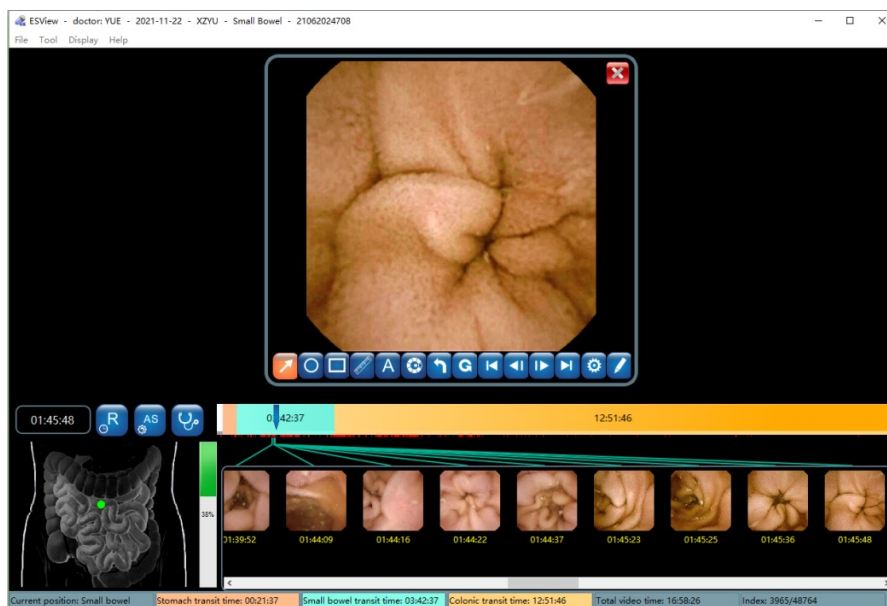 ESView - doctor: YUE - 2021-11-22 - XZYU - Small Bowel - 21062024708
File Tool Display Help
A
01:45:48 R AS
42:37 12:51:46
38%
01:39:52 01:44:09 01:44:16 01:44:22 01:44:37 01:45:23 01:45:25 01:45:36 01:45:48
Current position: Small bowel Stomach transit time: 00:21:37 Small bowel transit time: 03:42:37 Colonic transit time: 12:51:46 Total video time: 16:58:26 Index: 3965/48764